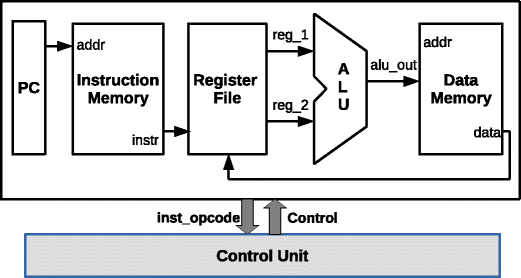 PC
addr
Instruction
Memory
instr
Register
File
reg_1
reg_2
A
L
U
alu_out
addr
Data
Memory
data
inst_opcode
Control
Control Unit